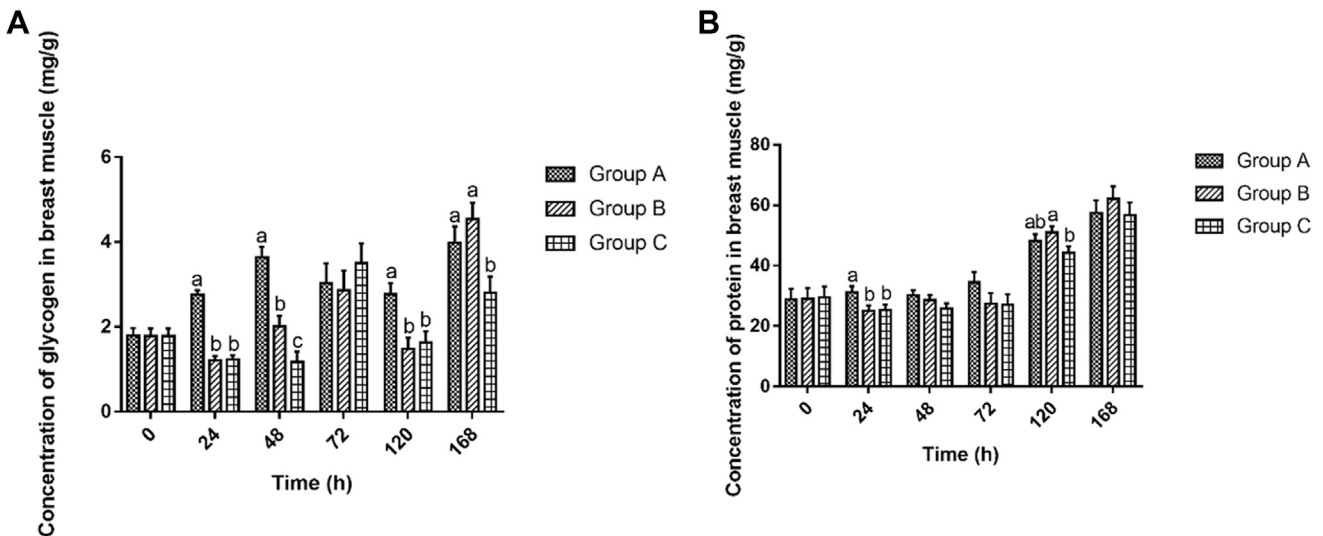 A
Concentration of glycogen in breast muscle (mg/g)
6
4
2
0
a
b
b
a
b
c
a
b
b
a
a
b
0
24
48
72
120
168
Time (h)
Group A
Group B
Group C
B
Concentration of protein in breast muscle (mg/g)
80
60
40
20
0
a
b
b
ab
a
b
0
24
48
72
120
168
Time (h)
Group A
Group B
Group C